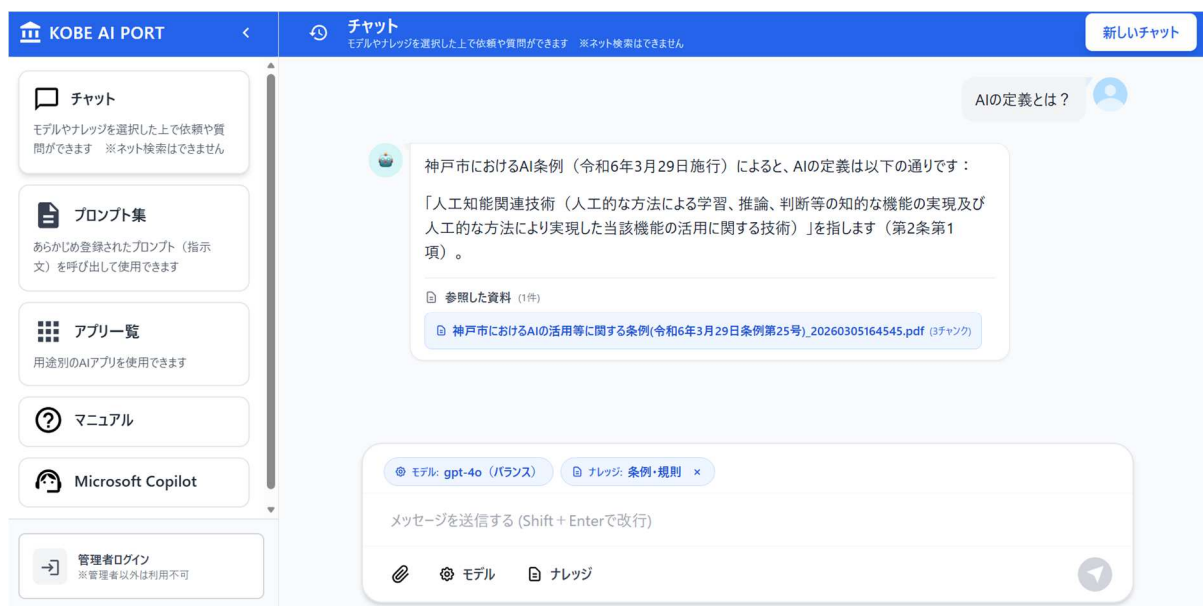 KOBE AI PORT
チャット
モデルやナレッジを選択した上で依頼や質
問ができます　※ネット検索はできません
プロンプト集
あらかじめ登録されたプロンプト（指示
文）を呼び出して使用できます
アプリ一覧
用途別のAIアプリを使用できます
マニュアル
Microsoft Copilot
管理者ログイン
※管理者以外は利用不可
チャット
モデルやナレッジを選択した上で依頼や質問ができます　※ネット検索はできません
新しいチャット
AIの定義とは？
神戸市におけるAI条例（令和6年3月29日施行）によると、AIの定義は以下の通りです：
「人工知能関連技術（人工的な方法による学習、推論、判断等の知的な機能の実現及び
人工的な方法により実現した当該機能の活用に関する技術）」を指します（第2条第1
項）。
参照した資料 (1件)
神戸市におけるAIの活用等に関する条例(令和6年3月29日条例第25号)_20260305164545.pdf (3チャンク)
モデル: gpt-4o（バランス）
ナレッジ: 条例・規則 ×
メッセージを送信する (Shift＋Enterで改行)
モデル
ナレッジ